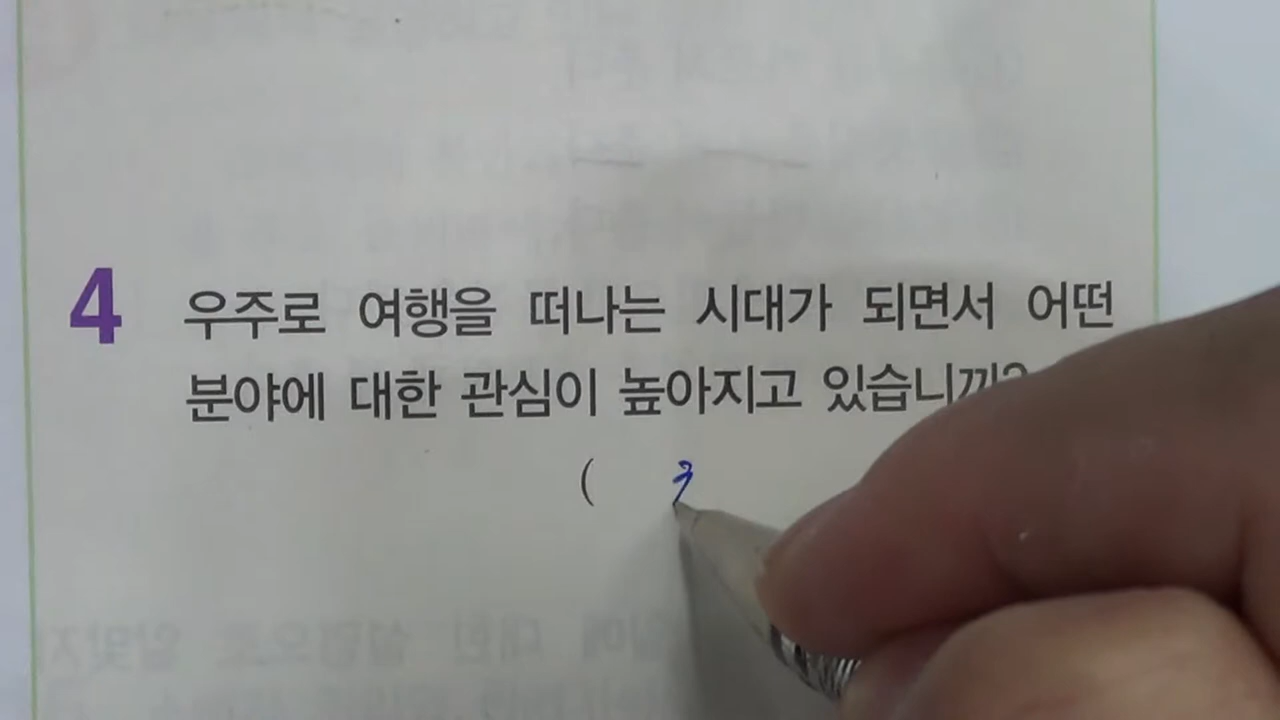 4 우주로 여행을 떠나는 시대가 되면서 어떤
분야에 대한 관심이 높아지고 있습니까?
(